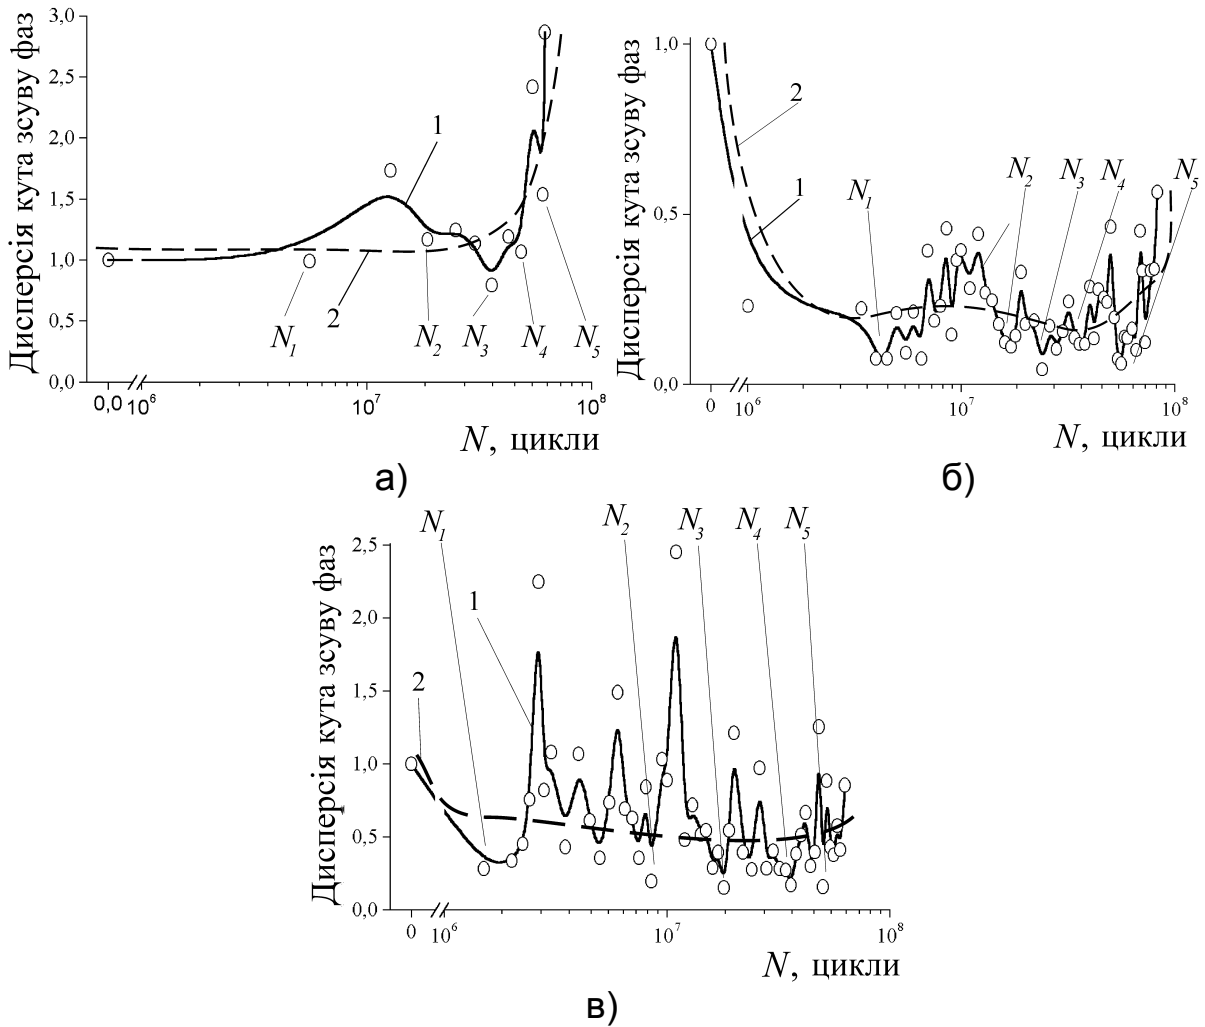 Дисперсія кута зсуву фаз
3,0
2,5
2,0
1,5
1,0
0,5
0,0
1
2
N1
N2
N3
N4
N5
0,0 10^6 10^7 10^8
N, цикли
а)
Дисперсія кута зсуву фаз
1,0
0,5
0,0
2
1
N1
N2
N3
N4
N5
0 10^6 10^7 10^8
N, цикли
б)
Дисперсія кута зсуву фаз
2,5
2,0
1,5
1,0
0,5
0,0
N1
N2
N3
N4
N5
1
2
0 10^6 10^7 10^8
N, цикли
в)